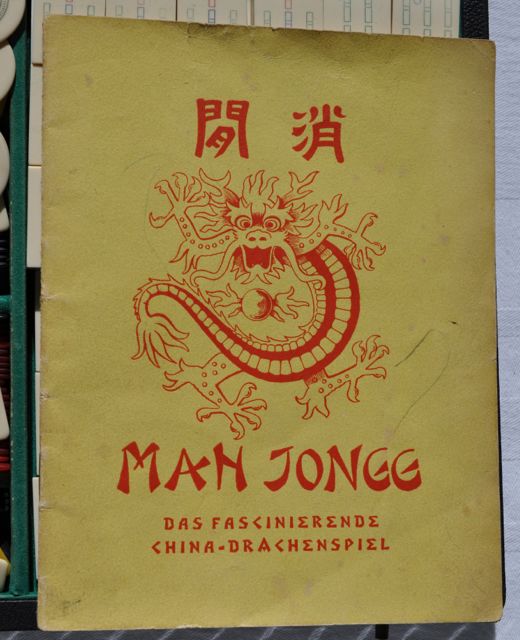 消閒
MAH JONGG
DAS FASCINIERENDE
CHINA-DRACHENSPIEL